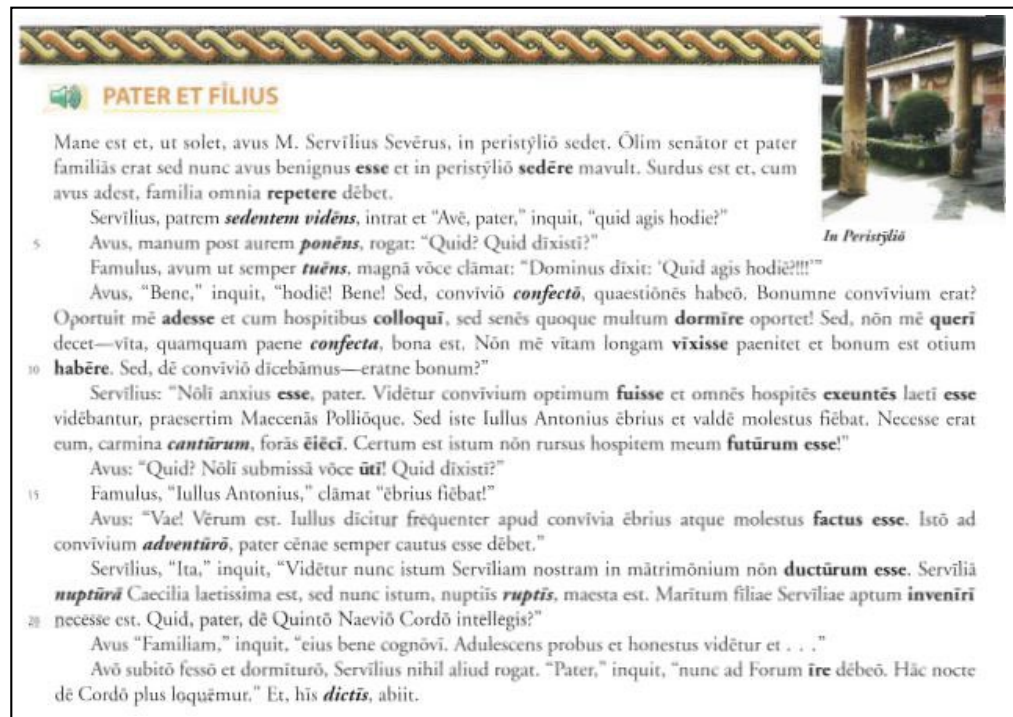 PATER ET FĪLIUS
Mane est et, ut solet, avus M. Servīlius Sevērus, in peristȳliō sedet. Ōlim senātor et pater
familiās erat sed nunc avus benignus esse et in peristȳliō sedēre mavult. Surdus est et, cum
avus adest, familia omnia repetere dēbet.
Servīlius, patrem sedentem vidēns, intrat et “Avē, pater,” inquit, “quid agis hodie?”
In Peristȳliō
5 Avus, manum post aurem ponēns, rogat: “Quid? Quid dīxistī?”
Famulus, avum ut semper tuēns, magnā vōce clāmat: “Dominus dīxit: ‘Quid agis hodiē?!!!’”
Avus, “Bene,” inquit, “hodiē! Bene! Sed, convīviō confectō, quaestiōnēs habeō. Bonumne convīvium erat?
Oportuit mē adesse et cum hospitibus colloquī, sed senēs quoque multum dormīre oportet! Sed, nōn mē querī
decet—vīta, quamquam paene confecta, bona est. Nōn mē vītam longam vīxisse paenitet et bonum est otium
10 habēre. Sed, dē convīviō dīcebāmus—eratne bonum?”
Servīlius: “Nōlī anxius esse, pater. Vidētur convīvium optimum fuisse et omnēs hospitēs exeuntēs laetī esse
vidēbantur, praesertim Maecenās Polliōque. Sed iste Iullus Antonius ēbrius et valdē molestus fīēbat. Necesse erat
eum, carmina cantūrum, forās ēiēcī. Certum est istum nōn rursus hospitem meum futūrum esse!”
Avus: “Quid? Nōlī submissā vōce ūtī! Quid dīxistī?”
15 Famulus, “Iullus Antonius,” clāmat “ēbrius fīēbat!”
Avus: “Vae! Vērum est. Iullus dīcitur frequenter apud convīvia ēbrius atque molestus factus esse. Istō ad
convīvium adventūrō, pater cēnae semper cautus esse dēbet.”
Servīlius, “Ita,” inquit, “Vidētur nunc istum Servīliam nostram in mātrimōnium nōn ductūrum esse. Servīliā
nuptūrā Caecilia laetissima est, sed nunc istum, nuptiīs ruptīs, maesta est. Marītum fīliae Servīliae aptum invenīrī
20 necesse est. Quid, pater, dē Quintō Naeviō Cordō intellegis?”
Avus “Familiam,” inquit, “eius bene cognōvī. Adulescens probus et honestus vidētur et . . .”
Avō subitō fessō et dormītūrō, Servīlius nihil aliud rogat. “Pater,” inquit, “nunc ad Forum īre dēbeō. Hāc nocte
dē Cordō plus loquēmur.” Et, hīs dictīs, abiit.